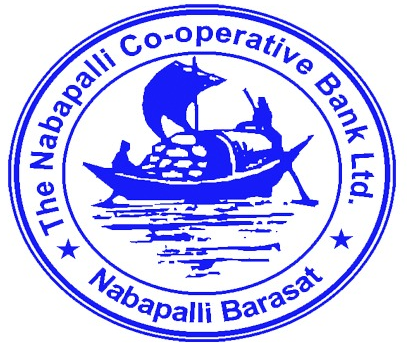 The Nabapalli Co-operative Bank Ltd.
Nabapalli Barasat